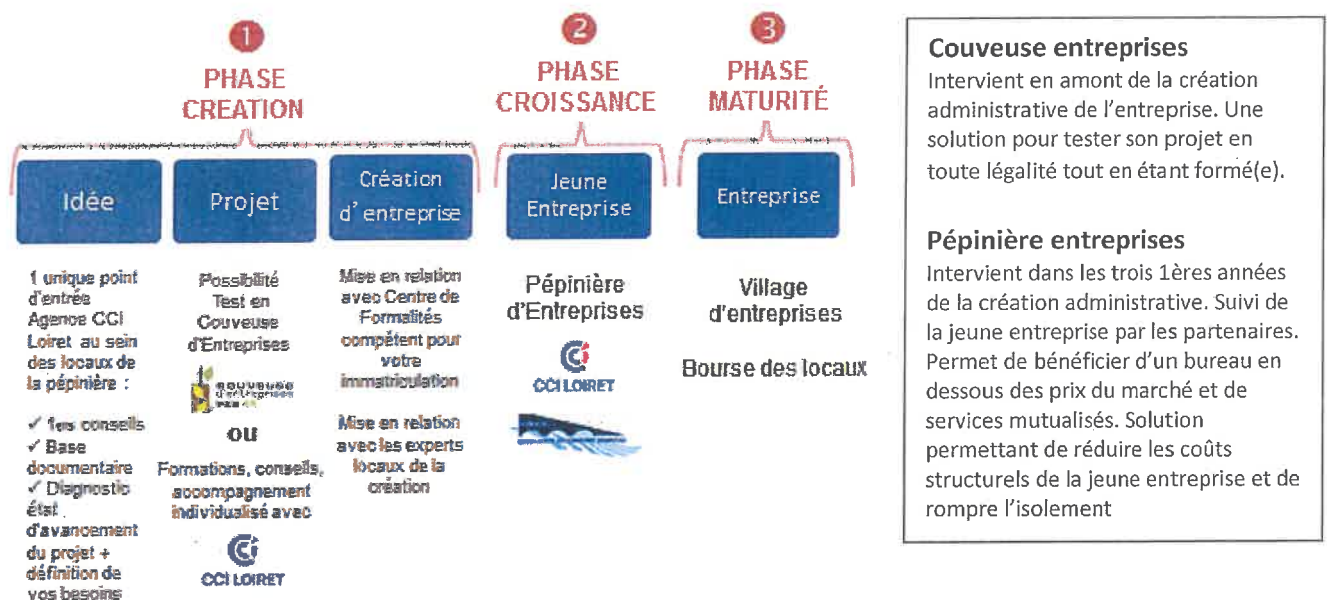 1
PHASE
CREATION
Idée
1 unique point
d'entrée
Agence CCI
Loiret au sein
des locaux de
la pépinière :
✓ 1ers conseils
✓ Base
documentaire
✓ Diagnostic
état
d'avancement
du projet +
définition de
vos besoins
Projet
Possibilité
Test en
Couveuse
d'Entreprises
COUVEUSE
d'entreprises
OU
Formations, conseils,
accompagnement
individualisé avec
CCI LOIRET
Création
d'entreprise
Mise en relation
avec Centre de
Formalités
compétent pour
votre
immatriculation
Mise en relation
avec les experts
locaux de la
création
2
PHASE
CROISSANCE
Jeune
Entreprise
Pépinière
d'Entreprises
CCI LOIRET
3
PHASE
MATURITÉ
Entreprise
Village
d'entreprises
Bourse des locaux
Couveuse entreprises
Intervient en amont de la création
administrative de l'entreprise. Une
solution pour tester son projet en
toute légalité tout en étant formé(e).
Pépinière entreprises
Intervient dans les trois 1ères années
de la création administrative. Suivi de
la jeune entreprise par les partenaires.
Permet de bénéficier d'un bureau en
dessous des prix du marché et de
services mutualisés. Solution
permettant de réduire les coûts
structurels de la jeune entreprise et de
rompre l'isolement